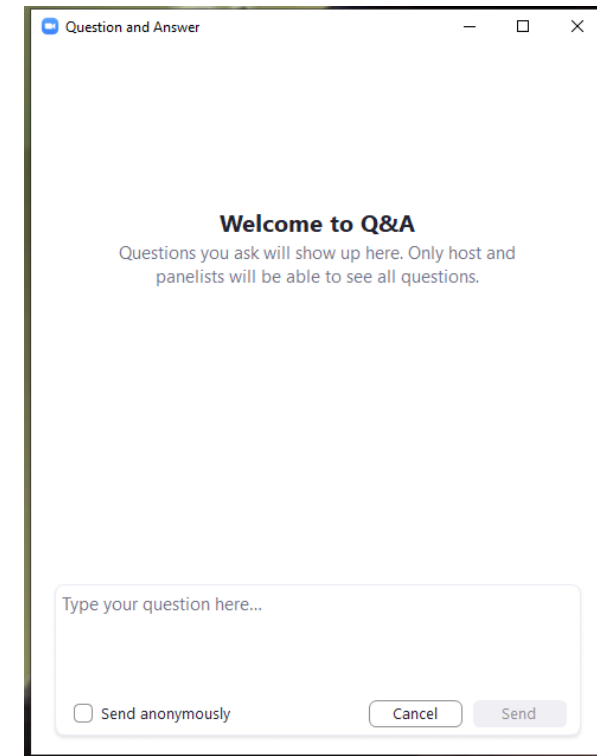 Question and Answer
Welcome to Q&A
Questions you ask will show up here. Only host and
panelists will be able to see all questions.
Type your question here...
Send anonymously
Cancel
Send